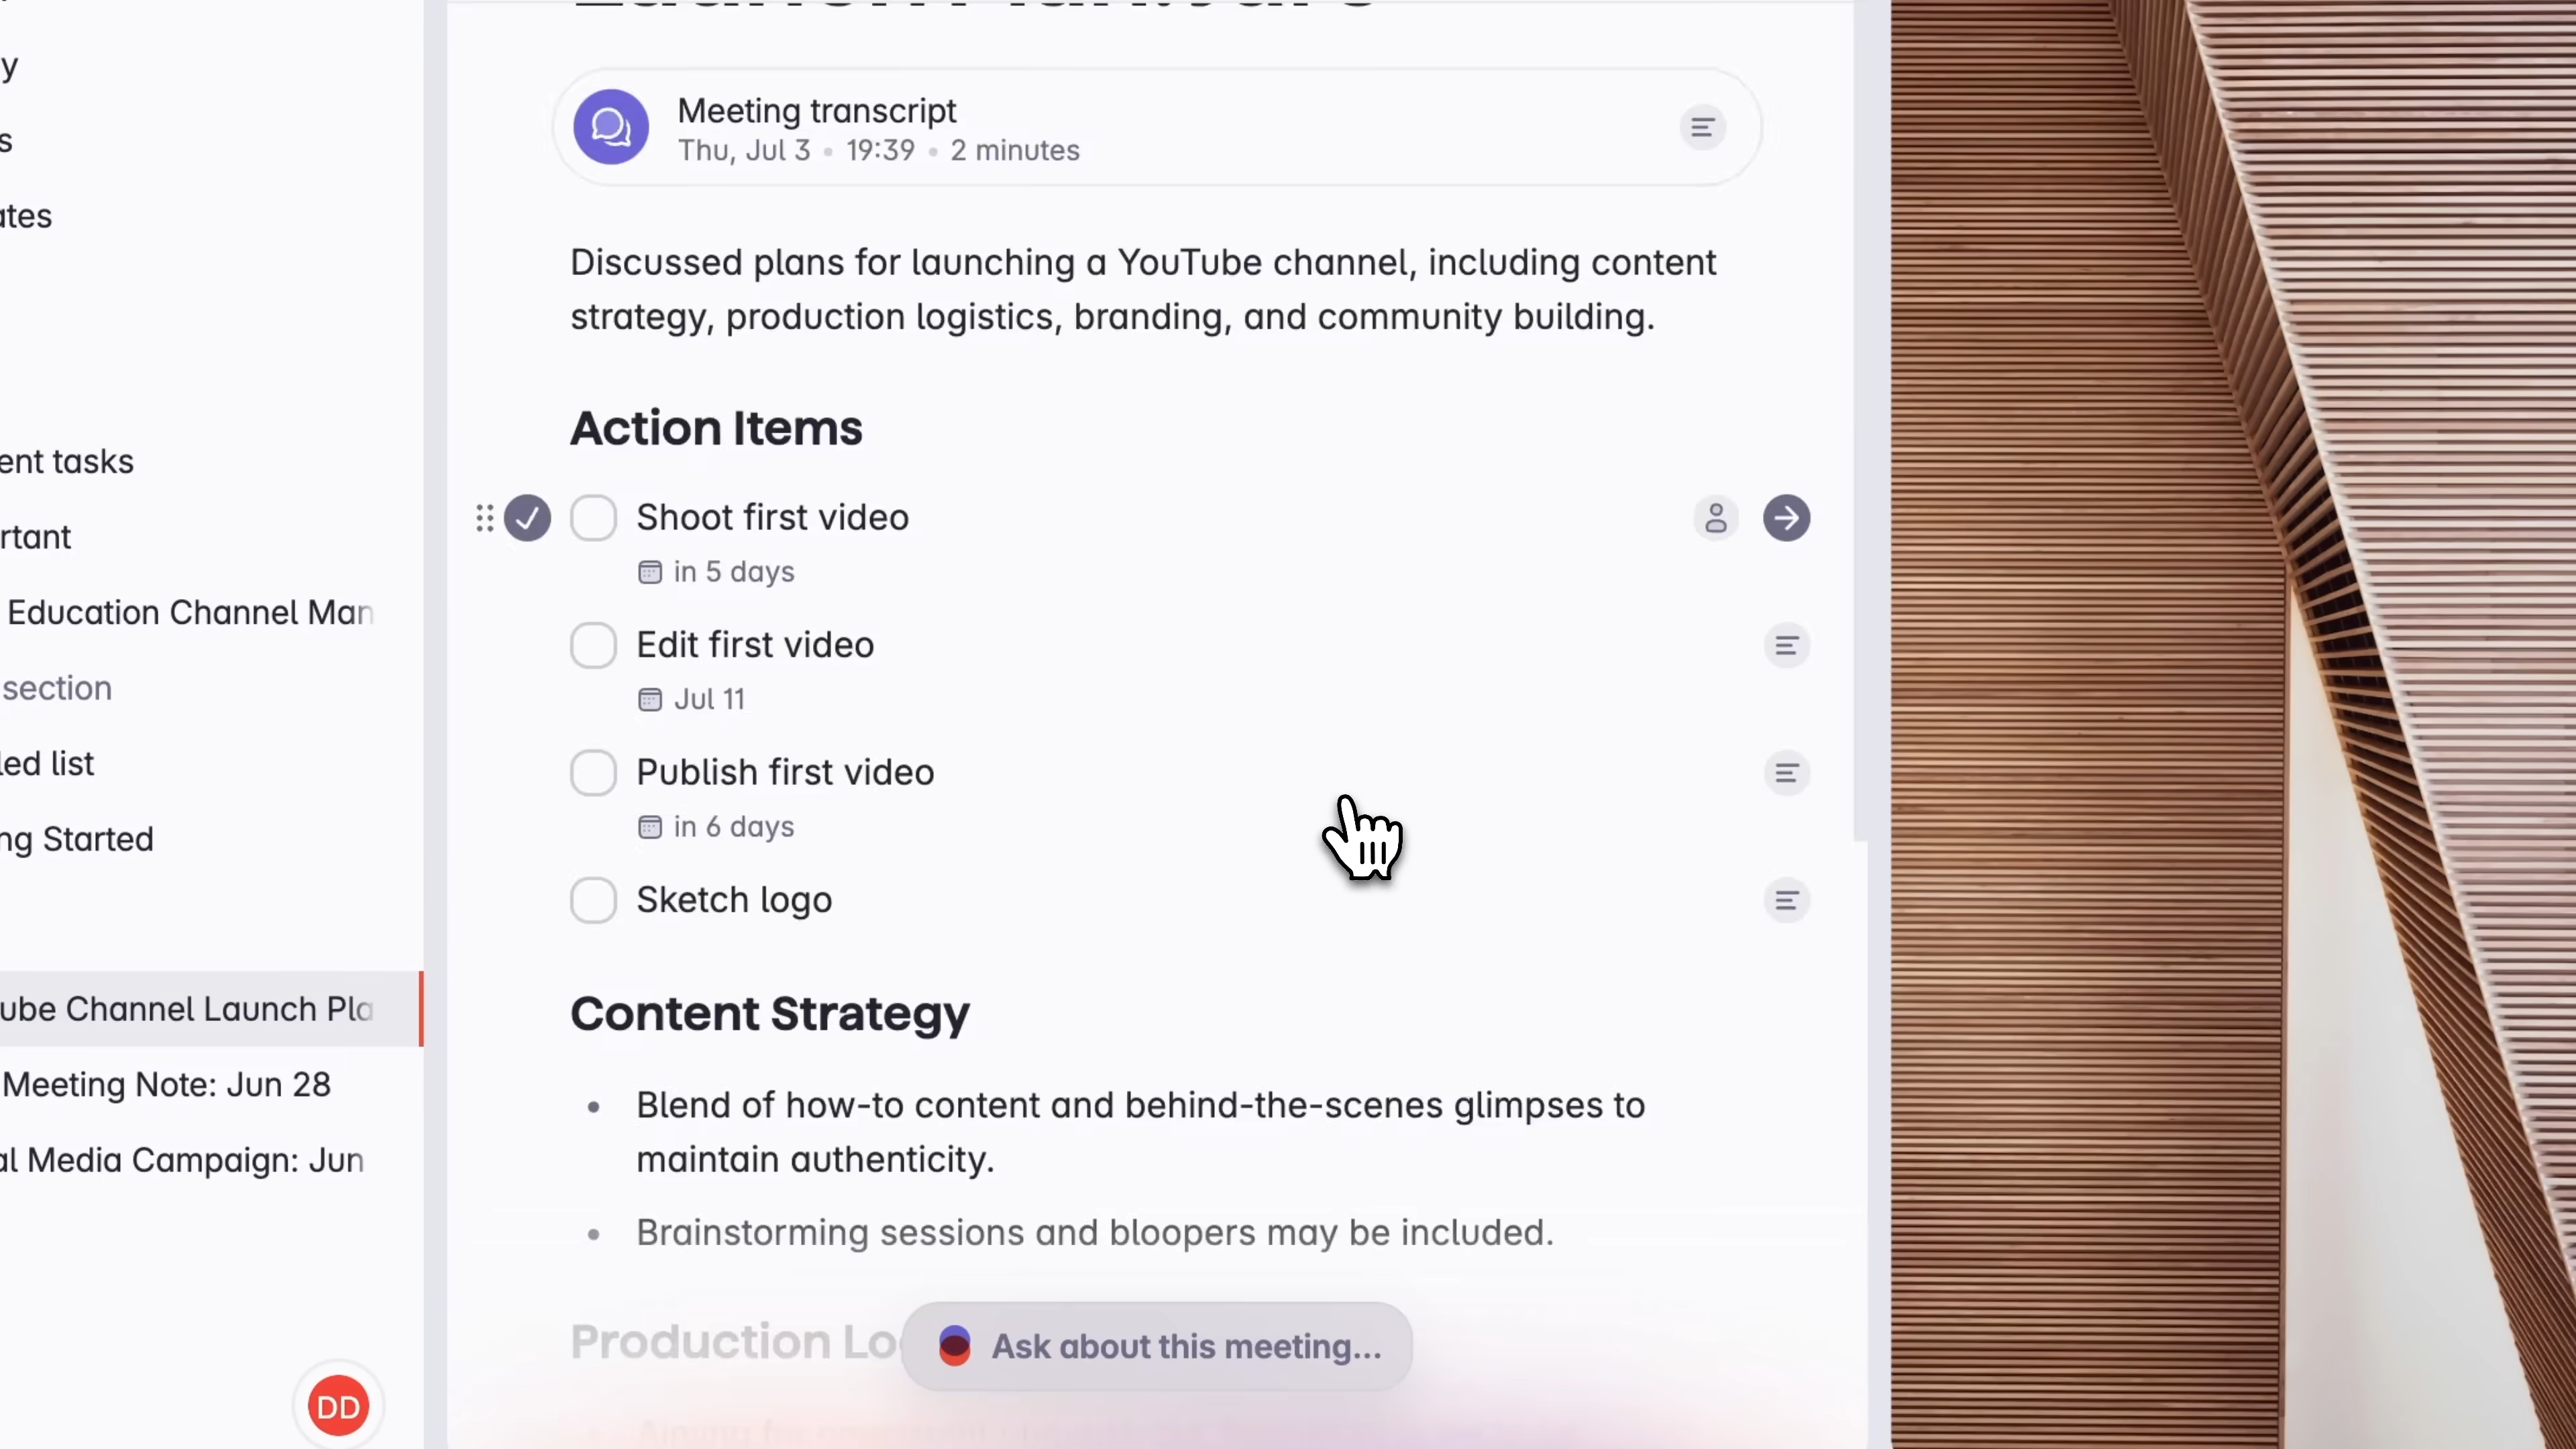 Meeting transcript
Thu, Jul 3 • 19:39 • 2 minutes
Discussed plans for launching a YouTube channel, including content
strategy, production logistics, branding, and community building.
Action Items
Shoot first video
in 5 days
Edit first video
Jul 11
Publish first video
in 6 days
Sketch logo
Content Strategy
• Blend of how-to content and behind-the-scenes glimpses to
maintain authenticity.
• Brainstorming sessions and bloopers may be included.
Production Lo
Ask about this meeting...
y
s
ates
ent tasks
rtant
Education Channel Man
section
led list
ng Started
ube Channel Launch Pla
Meeting Note: Jun 28
al Media Campaign: Jun
DD